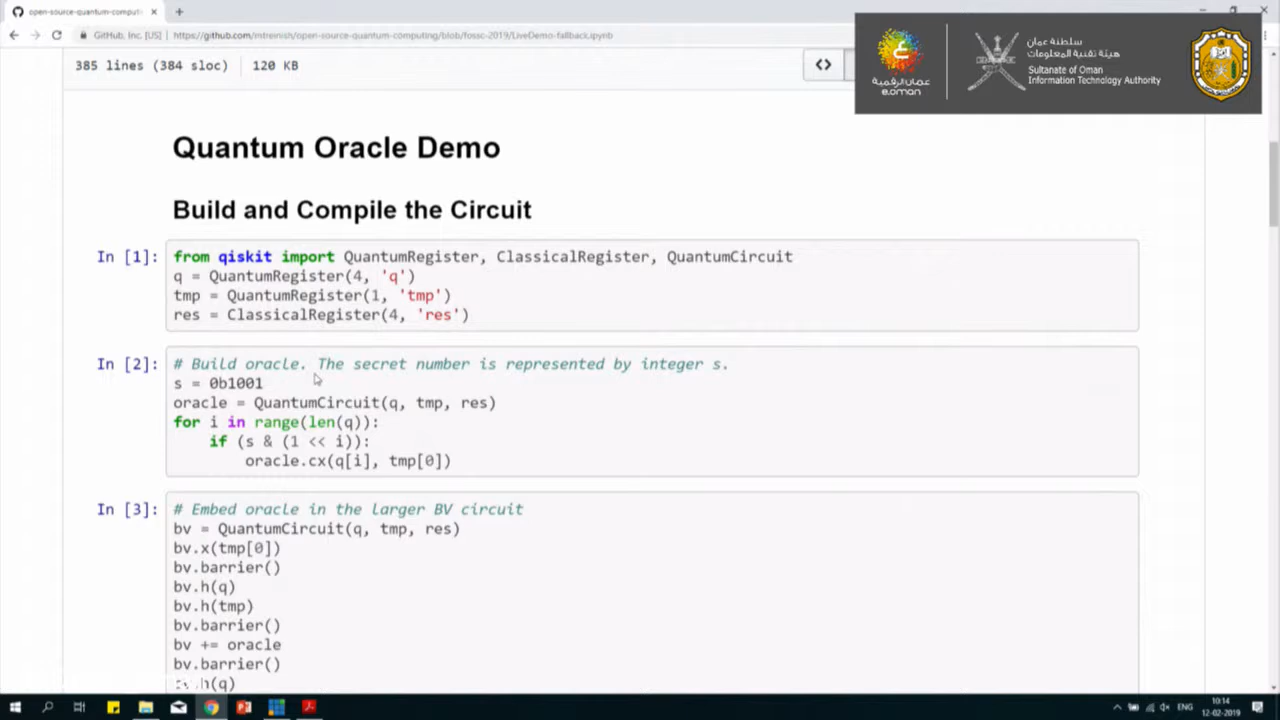 open-source-quantum-computi
GitHub, Inc. [US] | https://github.com/mtreinish/open-source-quantum-computing/blob/fossc-2019/LiveDemo-fallback.ipynb
385 lines (384 sloc) 120 KB
عمان الرقمية
e.oman
سلطنة عمان
هيئة تقنية المعلومات
Sultanate of Oman
Information Technology Authority
Quantum Oracle Demo
Build and Compile the Circuit
In [1]: from qiskit import QuantumRegister, ClassicalRegister, QuantumCircuit
q = QuantumRegister(4, 'q')
tmp = QuantumRegister(1, 'tmp')
res = ClassicalRegister(4, 'res')
In [2]: # Build oracle. The secret number is represented by integer s.
s = 0b1001
oracle = QuantumCircuit(q, tmp, res)
for i in range(len(q)):
if (s & (1 << i)):
oracle.cx(q[i], tmp[0])
In [3]: # Embed oracle in the larger BV circuit
bv = QuantumCircuit(q, tmp, res)
bv.x(tmp[0])
bv.barrier()
bv.h(q)
bv.h(tmp)
bv.barrier()
bv += oracle
bv.barrier()
h(q)
ENG
10:14
12-02-2019